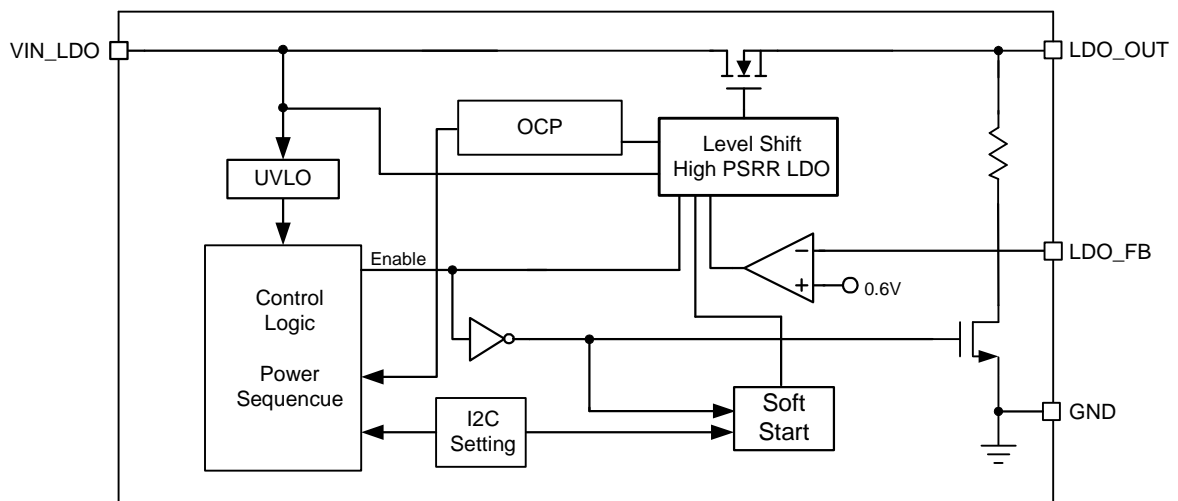 VIN_LDO
LDO_OUT
OCP
Level Shift
High PSRR LDO
UVLO
Enable
LDO_FB
-
+
0.6V
Control
Logic
Power
Sequencue
I2C
Setting
Soft
Start
GND